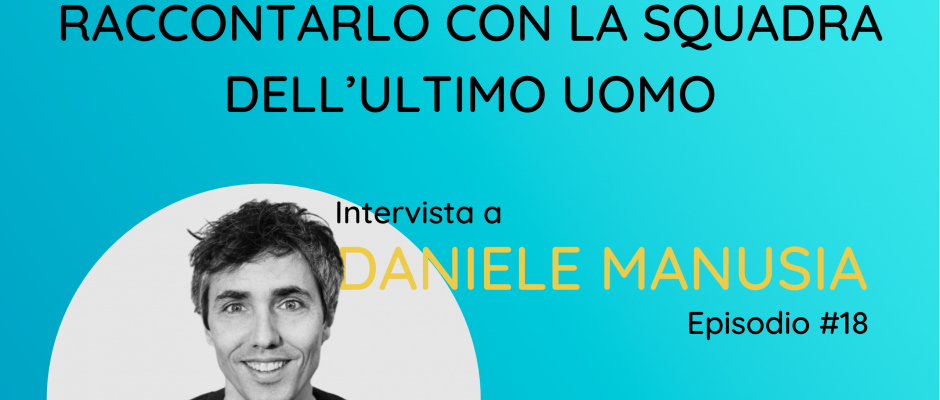 RACCONTARLO CON LA SQUADRA
DELL’ULTIMO UOMO
Intervista a
DANIELE MANUSIA
Episodio #18